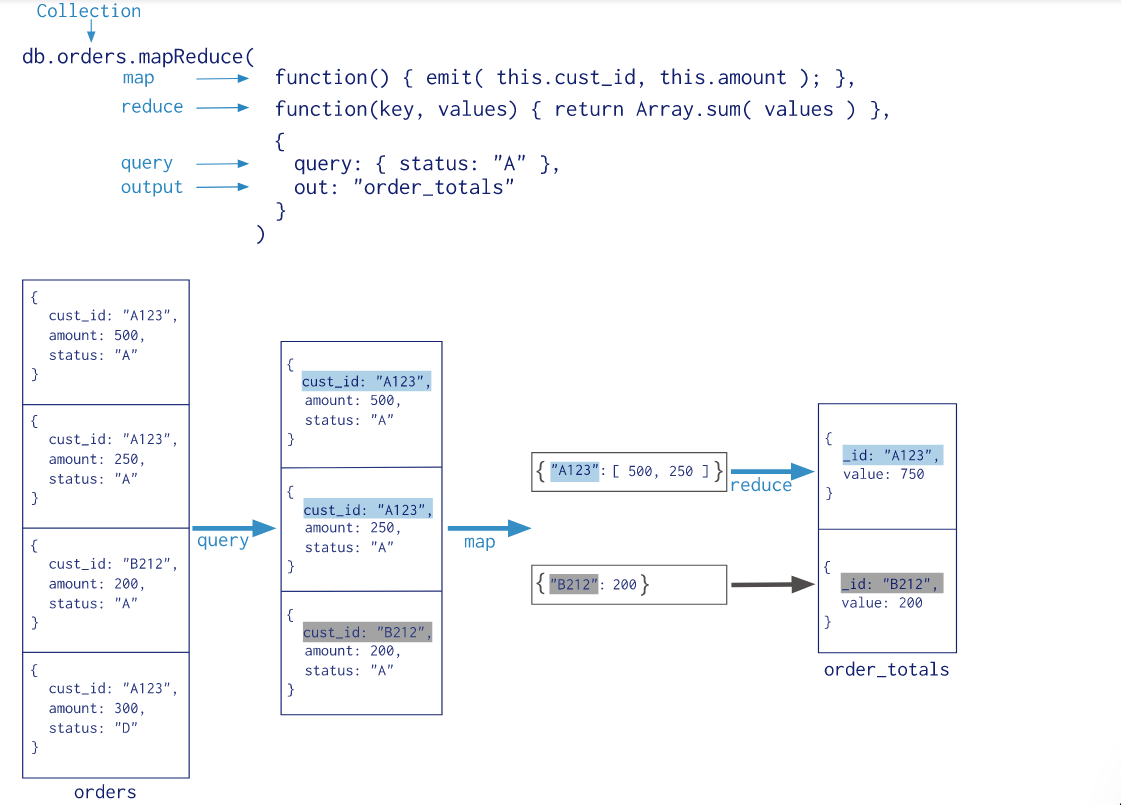 Collection
db.orders.mapReduce(
map function() { emit( this.cust_id, this.amount ); },
reduce function(key, values) { return Array.sum( values ) },
{
query query: { status: "A" },
output out: "order_totals"
}
)
{
cust_id: "A123",
amount: 500,
status: "A"
}
{
cust_id: "A123",
amount: 250,
status: "A"
}
{
cust_id: "B212",
amount: 200,
status: "A"
}
{
cust_id: "A123",
amount: 300,
status: "D"
}
orders
query
{
cust_id: "A123",
amount: 500,
status: "A"
}
{
cust_id: "A123",
amount: 250,
status: "A"
}
{
cust_id: "B212",
amount: 200,
status: "A"
}
map
{"A123": [ 500, 250 ]}
{"B212": 200}
reduce
{
_id: "A123",
value: 750
}
{
_id: "B212",
value: 200
}
order_totals